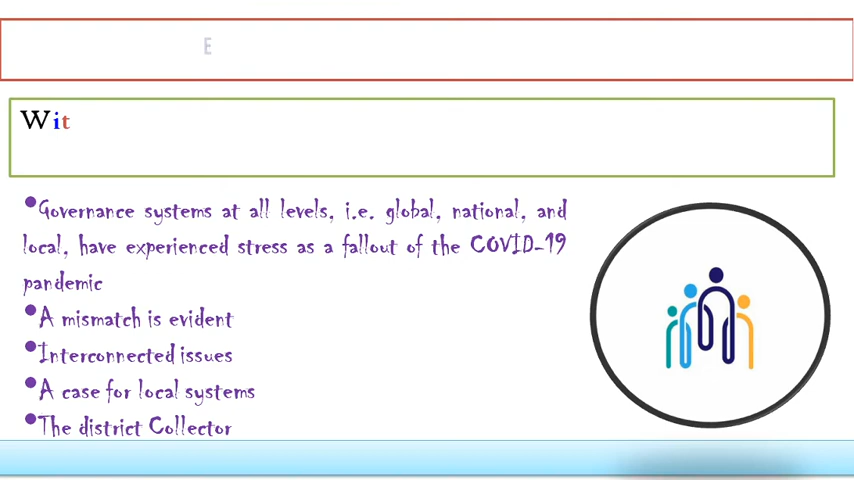 E
Wit
•Governance systems at all levels, i.e. global, national, and
local, have experienced stress as a fallout of the COVID-19
pandemic
•A mismatch is evident
•Interconnected issues
•A case for local systems
•The district Collector